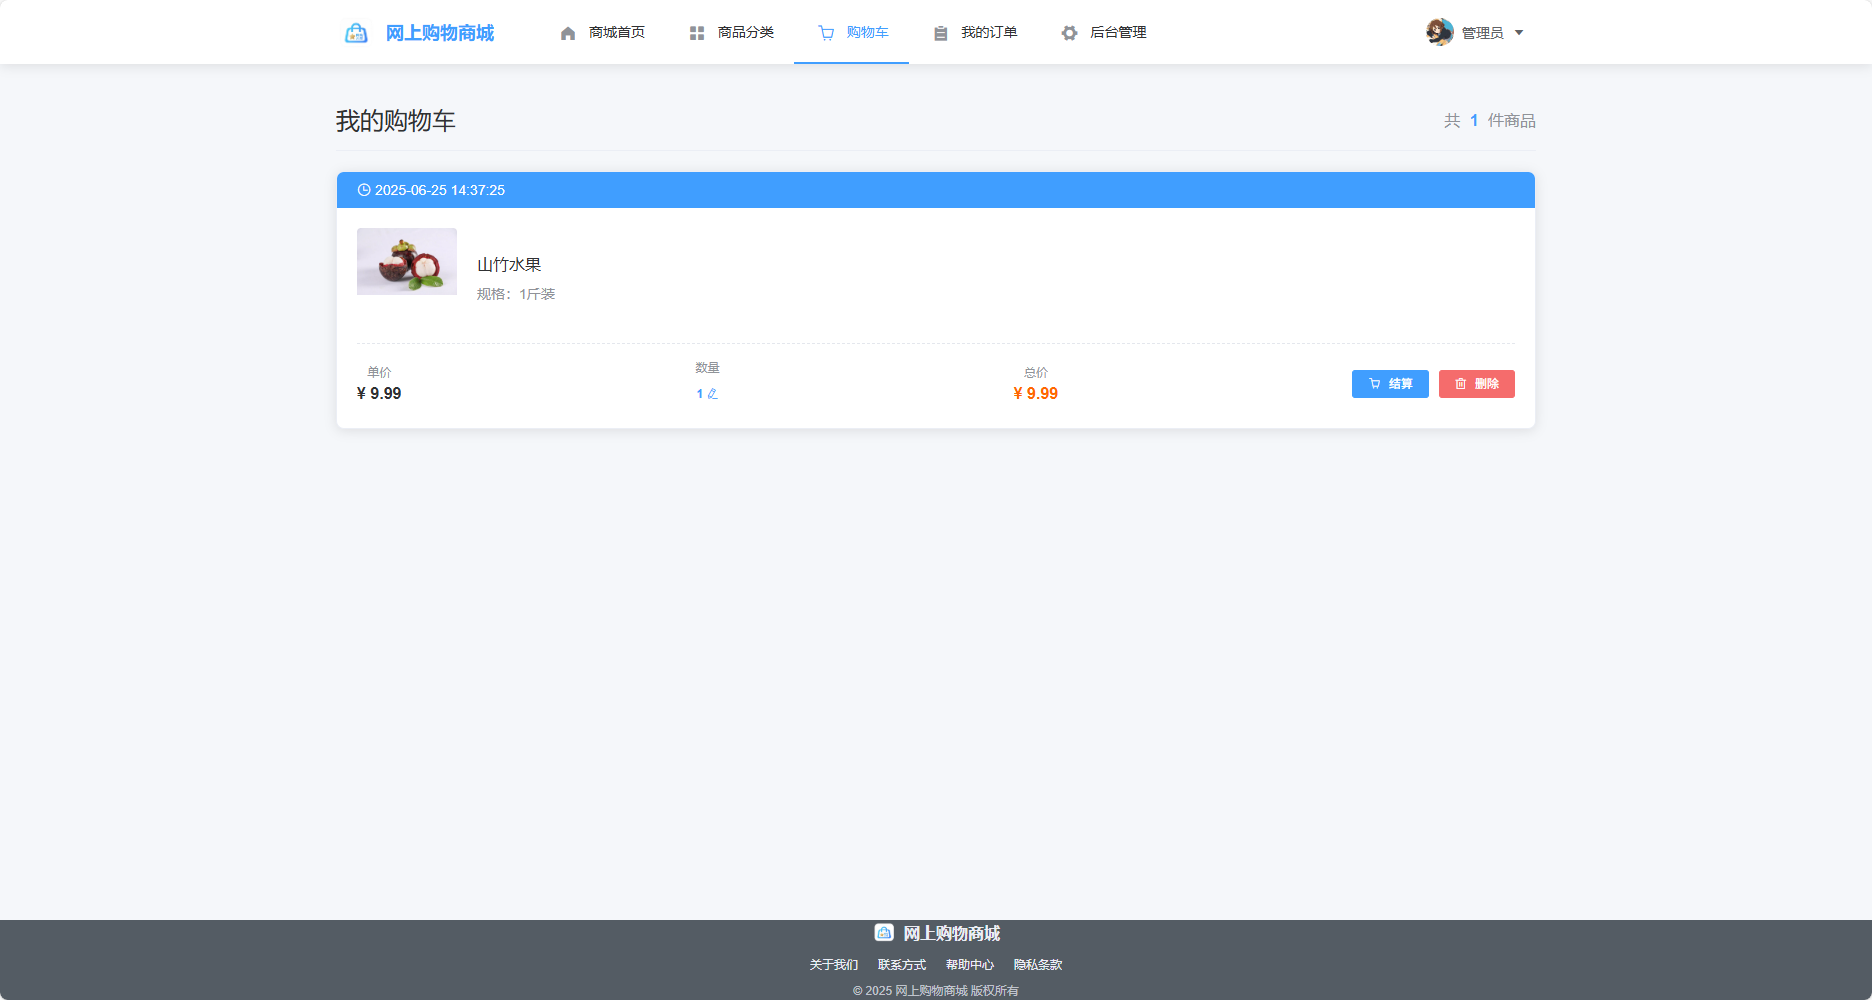 网上购物商城
商城首页
商品分类
购物车
我的订单
后台管理
管理员
我的购物车
共 1 件商品
2025-06-25 14:37:25
山竹水果
规格：1斤装
单价
¥ 9.99
数量
1
总价
¥ 9.99
结算
删除
网上购物商城
关于我们 联系方式 帮助中心 隐私条款
© 2025 网上购物商城 版权所有